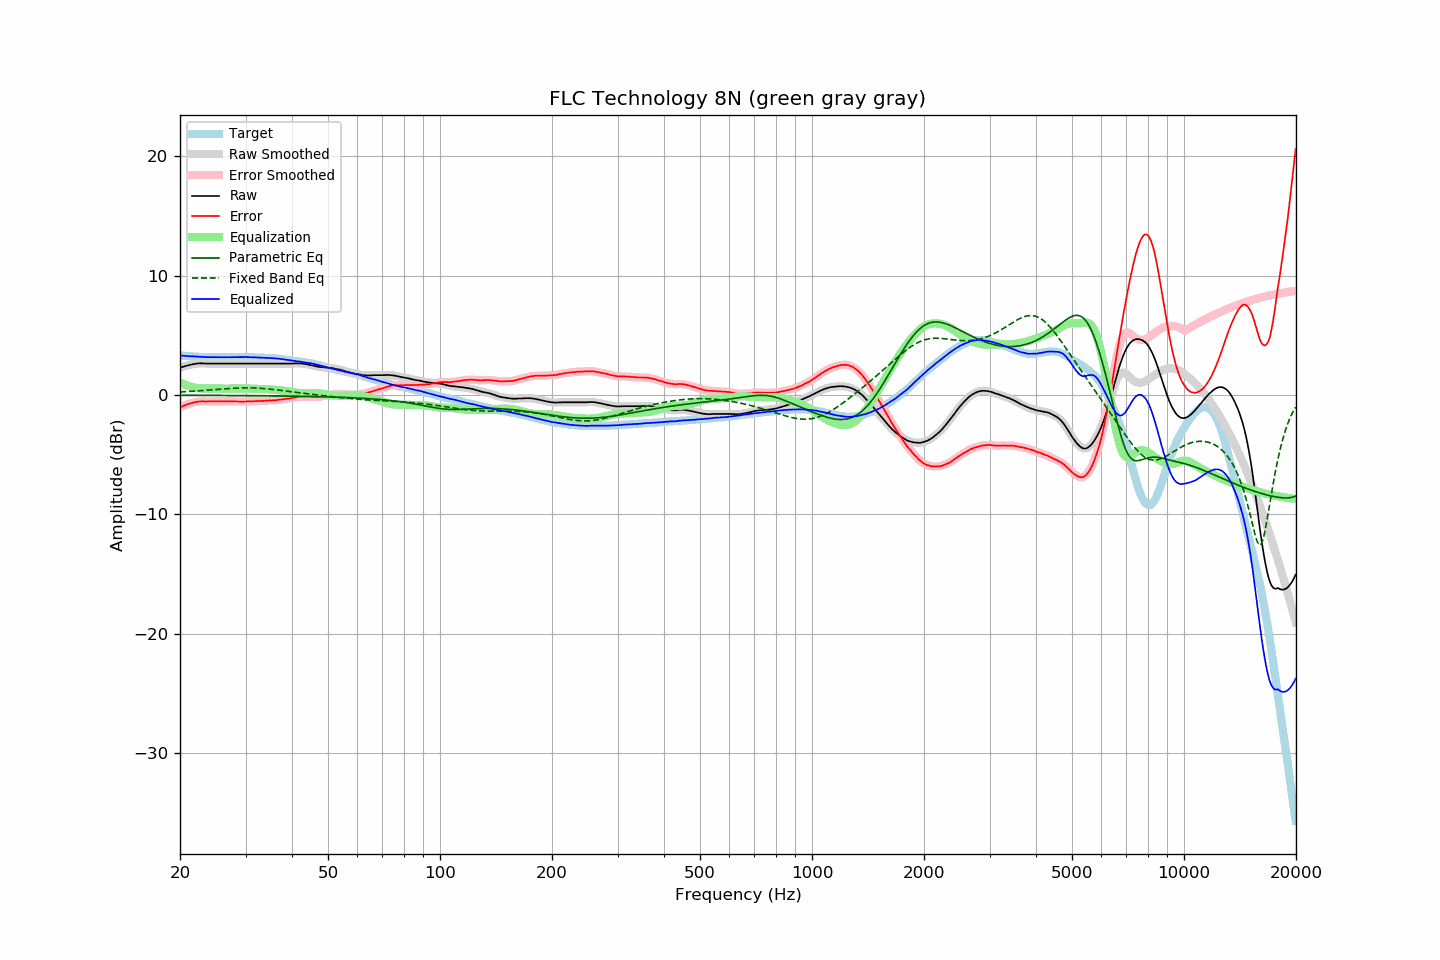 FLC Technology 8N (green gray gray)
Target
Raw Smoothed
Error Smoothed
Raw
Error
Equalization
Parametric Eq
Fixed Band Eq
Equalized
20
10
0
−10
−20
−30
Amplitude (dBr)
20 50 100 200 500 1000 2000 5000 10000 20000
Frequency (Hz)